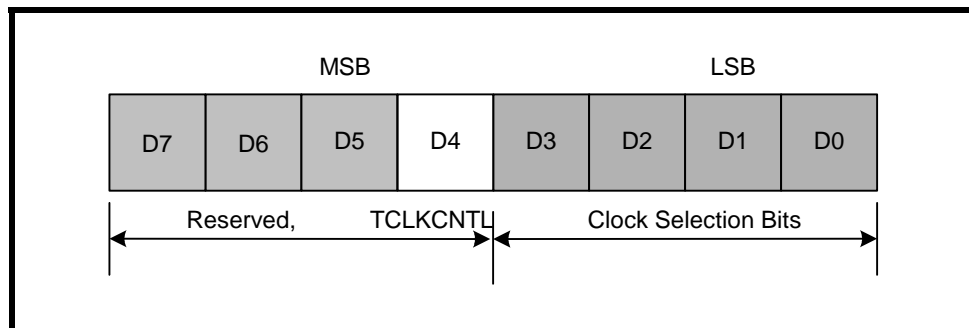 MSB LSB
D7 D6 D5 D4 D3 D2 D1 D0
Reserved, TCLKCNTL Clock Selection Bits